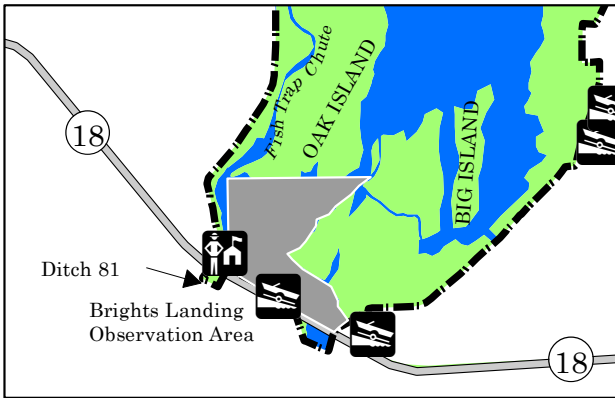 Fish Trap Chute
OAK ISLAND
BIG ISLAND
18
Ditch 81
Brights Landing
Observation Area
18